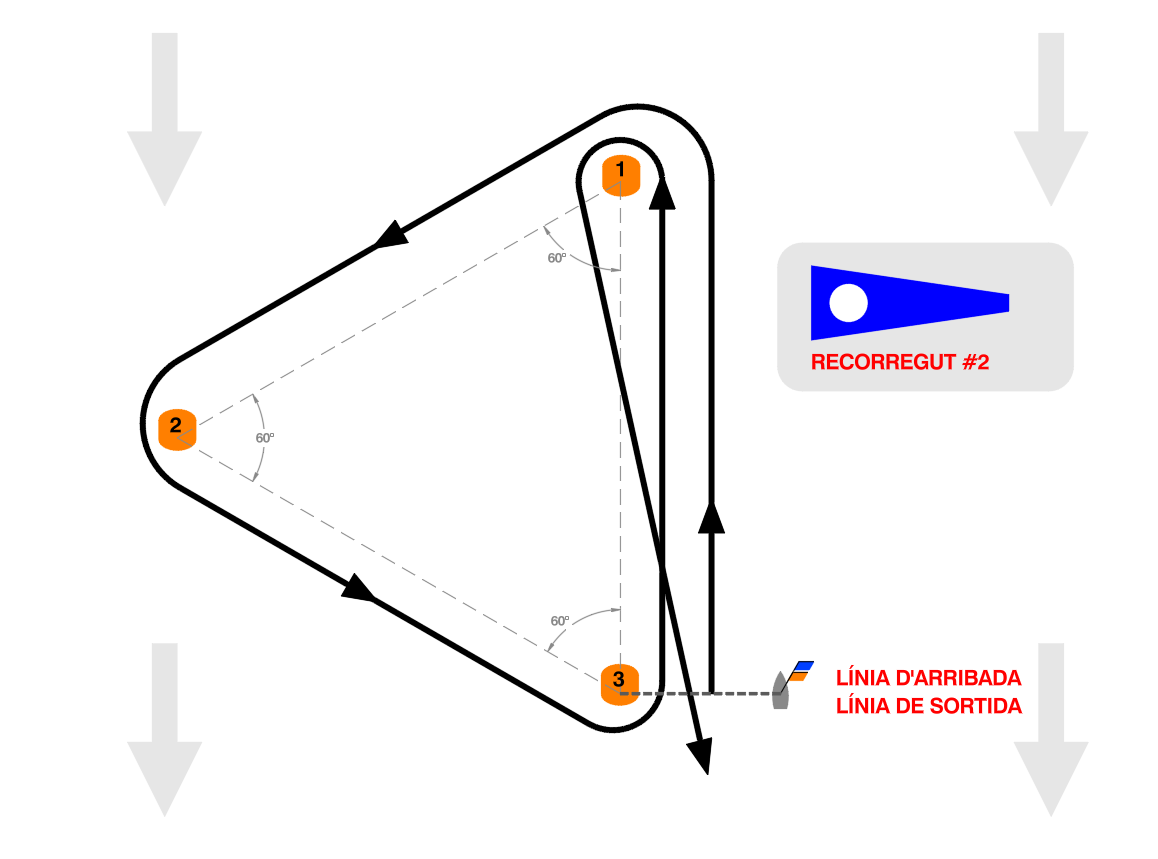 1
60º
RECORREGUT #2
2
60º
60º
3
LÍNIA D'ARRIBADA
LÍNIA DE SORTIDA